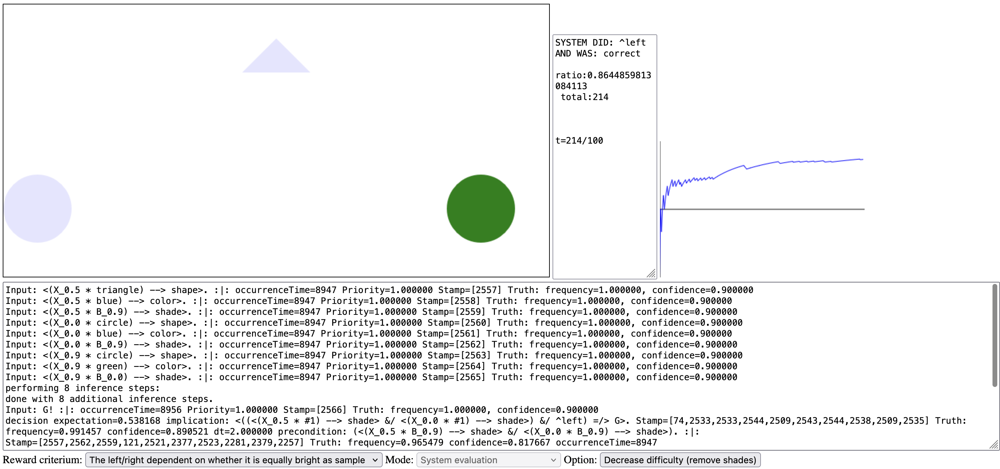 SYSTEM DID: ^left
AND WAS: correct
ratio:0.8644859813
084113
total:214
t=214/100
Input: <(X_0.5 * triangle) --> shape>. :|: occurrenceTime=8947 Priority=1.000000 Stamp=[2557] Truth: frequency=1.000000, confidence=0.900000
Input: <(X_0.5 * blue) --> color>. :|: occurrenceTime=8947 Priority=1.000000 Stamp=[2558] Truth: frequency=1.000000, confidence=0.900000
Input: <(X_0.5 * B_0.9) --> shade>. :|: occurrenceTime=8947 Priority=1.000000 Stamp=[2559] Truth: frequency=1.000000, confidence=0.900000
Input: <(X_0.0 * circle) --> shape>. :|: occurrenceTime=8947 Priority=1.000000 Stamp=[2560] Truth: frequency=1.000000, confidence=0.900000
Input: <(X_0.0 * blue) --> color>. :|: occurrenceTime=8947 Priority=1.000000 Stamp=[2561] Truth: frequency=1.000000, confidence=0.900000
Input: <(X_0.0 * B_0.9) --> shade>. :|: occurrenceTime=8947 Priority=1.000000 Stamp=[2562] Truth: frequency=1.000000, confidence=0.900000
Input: <(X_0.9 * circle) --> shape>. :|: occurrenceTime=8947 Priority=1.000000 Stamp=[2563] Truth: frequency=1.000000, confidence=0.900000
Input: <(X_0.9 * green) --> color>. :|: occurrenceTime=8947 Priority=1.000000 Stamp=[2564] Truth: frequency=1.000000, confidence=0.900000
Input: <(X_0.9 * B_0.0) --> shade>. :|: occurrenceTime=8947 Priority=1.000000 Stamp=[2565] Truth: frequency=1.000000, confidence=0.900000
performing 8 inference steps:
done with 8 additional inference steps.
Input: G! :|: occurrenceTime=8956 Priority=1.000000 Stamp=[2566] Truth: frequency=1.000000, confidence=0.900000
decision expectation=0.538168 implication: <((<(X_0.5 * #1) --> shade> &/ <(X_0.0 * #1) --> shade>) &/ ^left) =/> G>. Stamp=[74,2533,2533,2544,2509,2543,2544,2538,2509,2535] Truth:
frequency=0.991457 confidence=0.890521 dt=2.000000 precondition: (<(X_0.5 * B_0.9) --> shade> &/ <(X_0.0 * B_0.9) --> shade>). :|:
Stamp=[2557,2562,2559,121,2521,2377,2523,2281,2379,2257] Truth: frequency=0.965479 confidence=0.817667 occurrenceTime=8947
Reward criterium: The left/right dependent on whether it is equally bright as sample Mode: System evaluation Option: Decrease difficulty (remove shades)